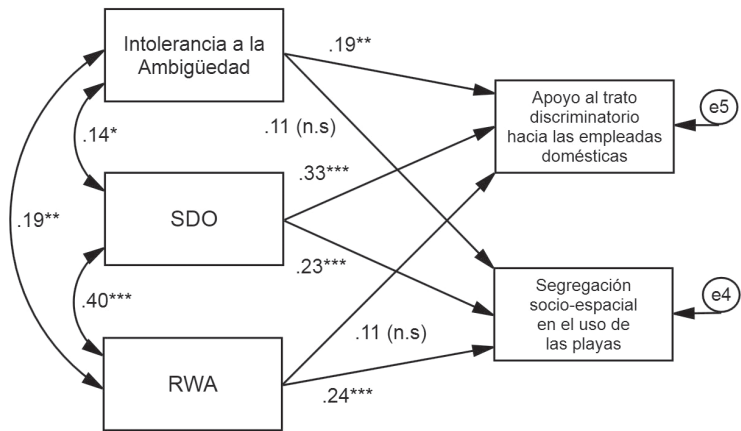 Intolerancia a la
Ambigüedad
.19**
Apoyo al trato
discriminatorio
hacia las empleadas
domésticas
e5
.14*
.11 (n.s)
.33***
SDO
.19**
.23***
Segregación
socio-espacial
en el uso de
las playas
e4
.40***
.11 (n.s)
RWA
.24***